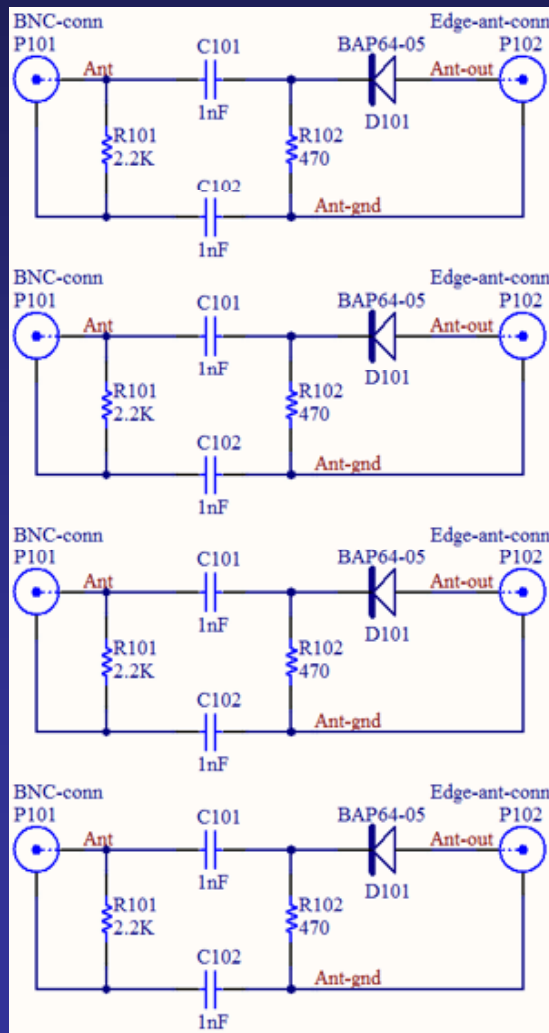 BNC-conn Edge-ant-conn
P101 C101 BAP64-05 P102
Ant Ant-out
1nF D101
R101 R102
2.2K 470
C102 Ant-gnd
1nF
BNC-conn Edge-ant-conn
P101 C101 BAP64-05 P102
Ant Ant-out
1nF D101
R101 R102
2.2K 470
C102 Ant-gnd
1nF
BNC-conn Edge-ant-conn
P101 C101 BAP64-05 P102
Ant Ant-out
1nF D101
R101 R102
2.2K 470
C102 Ant-gnd
1nF
BNC-conn Edge-ant-conn
P101 C101 BAP64-05 P102
Ant Ant-out
1nF D101
R101 R102
2.2K 470
C102 Ant-gnd
1nF